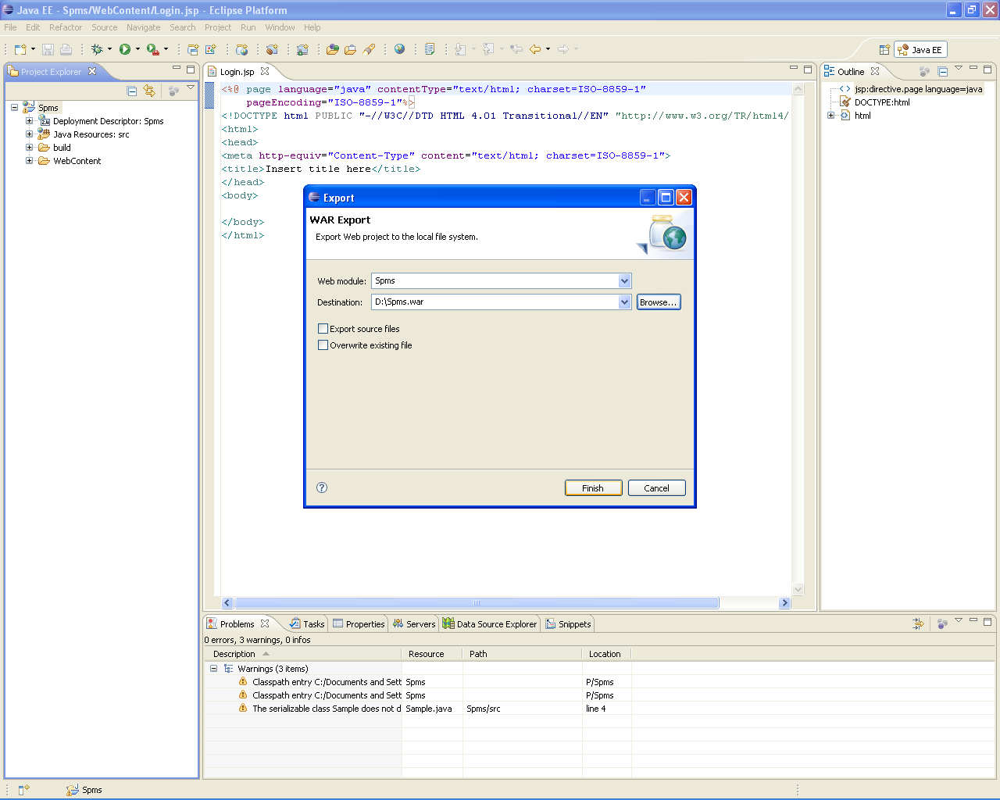 Java EE - Spms/WebContent/Login.jsp - Eclipse Platform
File Edit Refactor Source Navigate Search Project Run Window Help
Java EE
Project Explorer
Spms
Deployment Descriptor: Spms
Java Resources: src
build
WebContent
Login.jsp
<%@ page language="java" contentType="text/html; charset=ISO-8859-1"
pageEncoding="ISO-8859-1"%>
<!DOCTYPE html PUBLIC "-//W3C//DTD HTML 4.01 Transitional//EN" "http://www.w3.org/TR/html4/
<html>
<head>
<meta http-equiv="Content-Type" content="text/html; charset=ISO-8859-1">
<title>Insert title here</title>
</head>
<body>
</body>
</html>
Export
WAR Export
Export Web project to the local file system.
Web module: Spms
Destination: D:\Spms.war Browse...
Export source files
Overwrite existing file
? Finish Cancel
Outline
jsp:directive.page language=java
DOCTYPE:html
html
Problems Tasks Properties Servers Data Source Explorer Snippets
0 errors, 3 warnings, 0 infos
Description Resource Path Location
Warnings (3 items)
Classpath entry C:/Documents and Sett Spms P/Spms
Classpath entry C:/Documents and Sett Spms P/Spms
The serializable class Sample does not d Sample.java Spms/src line 4
Spms